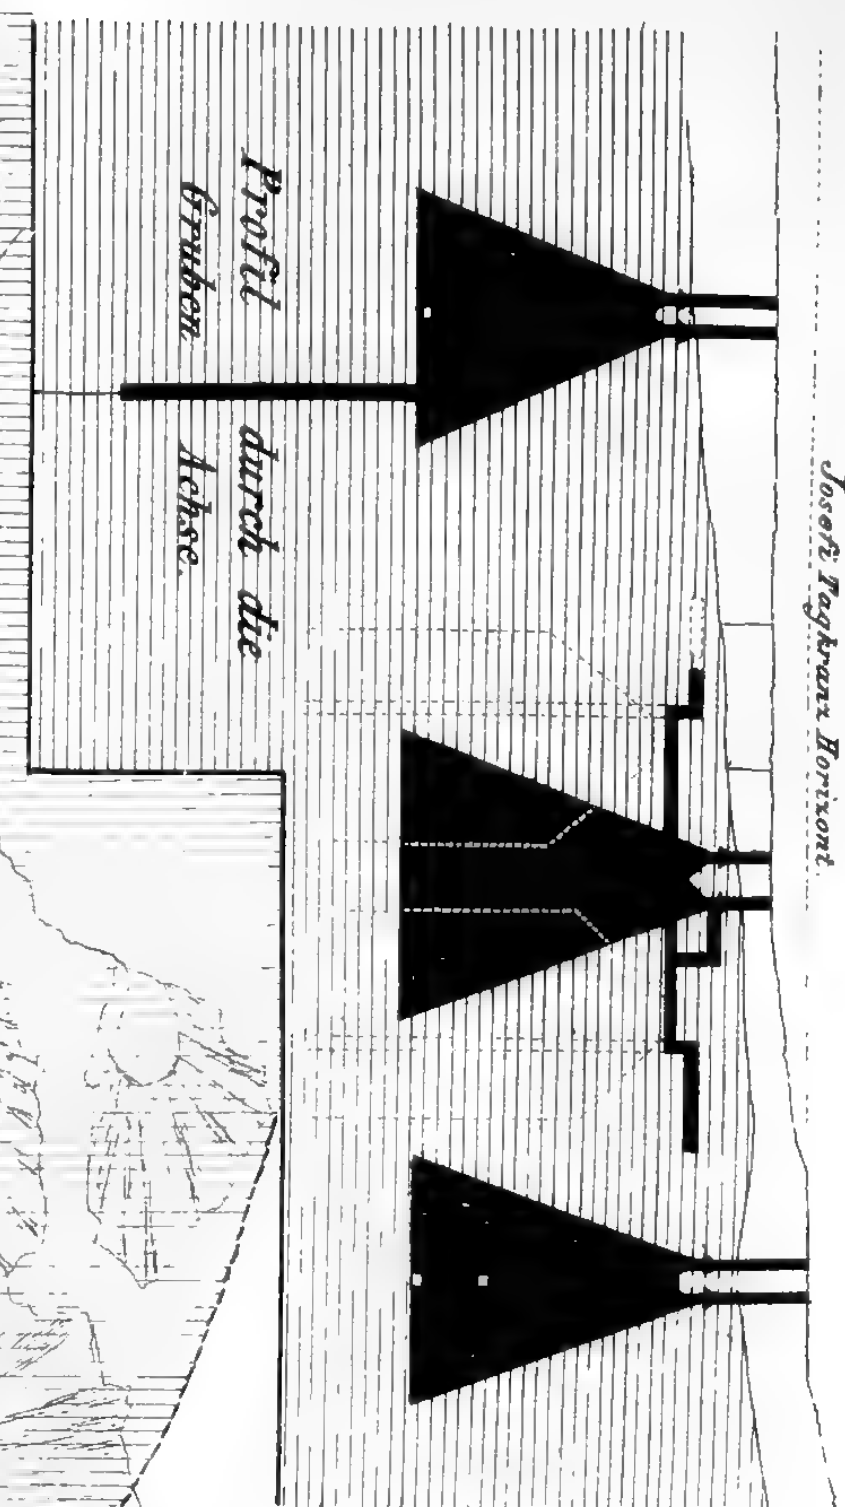 Josefi Tagkranz Horizont.
Profil durch die
Gruben Achse.